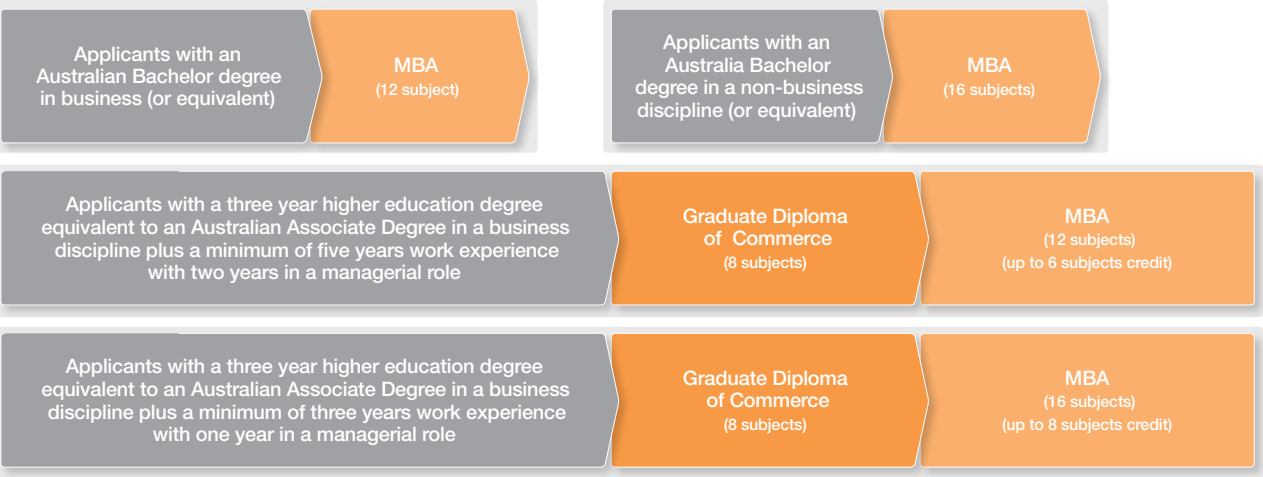 Applicants with an
Australian Bachelor degree
in business (or equivalent)
MBA
(12 subject)
Applicants with an
Australia Bachelor
degree in a non-business
discipline (or equivalent)
MBA
(16 subjects)
Applicants with a three year higher education degree
equivalent to an Australian Associate Degree in a business
discipline plus a minimum of five years work experience
with two years in a managerial role
Graduate Diploma
of Commerce
(8 subjects)
MBA
(12 subjects)
(up to 6 subjects credit)
Applicants with a three year higher education degree
equivalent to an Australian Associate Degree in a business
discipline plus a minimum of three years work experience
with one year in a managerial role
Graduate Diploma
of Commerce
(8 subjects)
MBA
(16 subjects)
(up to 8 subjects credit)